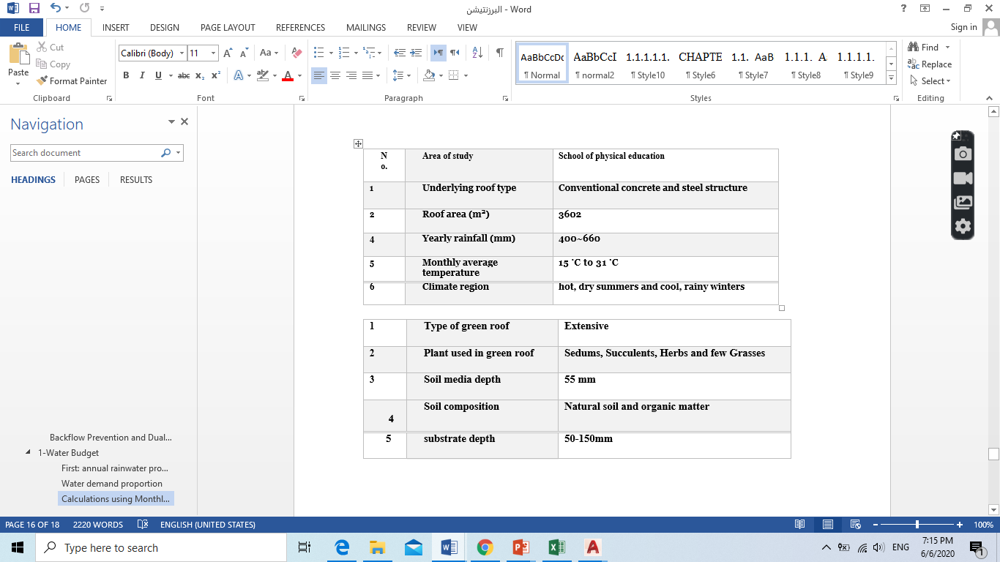 البرزنتيشن - Word
Sign in
FILE HOME INSERT DESIGN PAGE LAYOUT REFERENCES MAILINGS REVIEW VIEW
Paste
Cut
Copy
Format Painter
Clipboard
Calibri (Body) 11
Font
Paragraph
AaBbCcDc AaBbCcI 1.1.1.1.1. CHAPTE 1.1. AaB 1.1.1. A 1.1.1.1.
¶ Normal ¶ normal2 ¶ Style10 ¶ Style6 ¶ Style7 ¶ Style8 ¶ Style9
Styles
Find
Replace
Select
Editing
Navigation
Search document
HEADINGS PAGES RESULTS
Backflow Prevention and Dual...
1-Water Budget
First: annual rainwater pro...
Water demand proportion
Calculations using Monthl...
N
o.
Area of study
School of physical education
1 Underlying roof type Conventional concrete and steel structure
2 Roof area (m²) 3602
4 Yearly rainfall (mm) 400~660
5 Monthly average
temperature
15 °C to 31 °C
6 Climate region hot, dry summers and cool, rainy winters
1 Type of green roof Extensive
2 Plant used in green roof Sedums, Succulents, Herbs and few Grasses
3 Soil media depth 55 mm
4 Soil composition Natural soil and organic matter
5 substrate depth 50-150mm
PAGE 16 OF 18 2220 WORDS ENGLISH (UNITED STATES) 100%
Type here to search
ENG
7:15 PM
6/6/2020
1